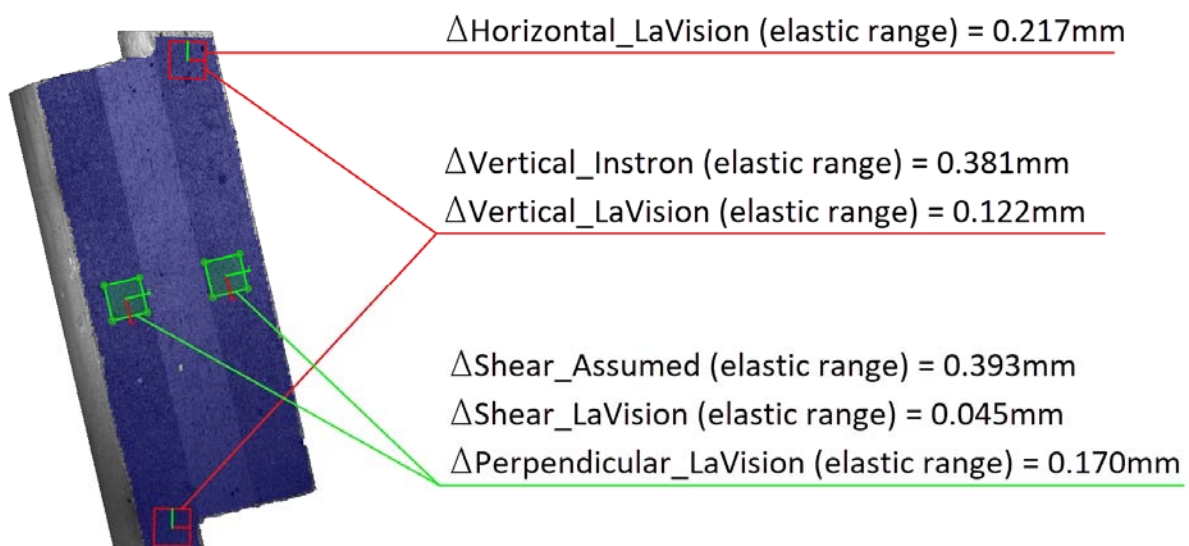 ΔHorizontal_LaVision (elastic range) = 0.217mm
ΔVertical_Instron (elastic range) = 0.381mm
ΔVertical_LaVision (elastic range) = 0.122mm
ΔShear_Assumed (elastic range) = 0.393mm
ΔShear_LaVision (elastic range) = 0.045mm
ΔPerpendicular_LaVision (elastic range) = 0.170mm